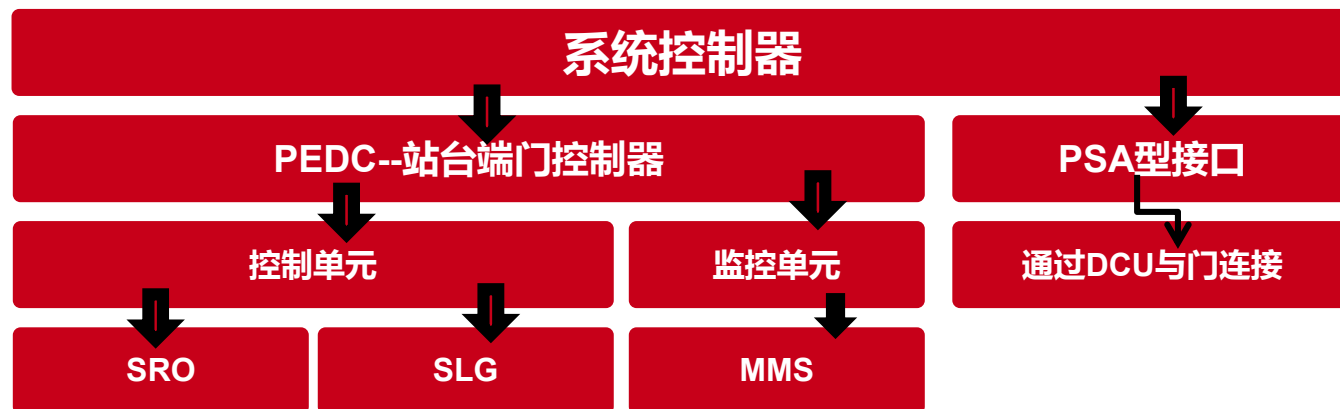 系统控制器
PEDC--站台端门控制器
PSA型接口
控制单元
监控单元
通过DCU与门连接
SRO
SLG
MMS